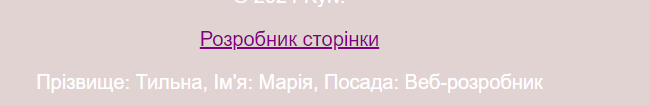 Розробник сторінки
Прізвище: Тильна, Ім'я: Марія, Посада: Веб-розробник